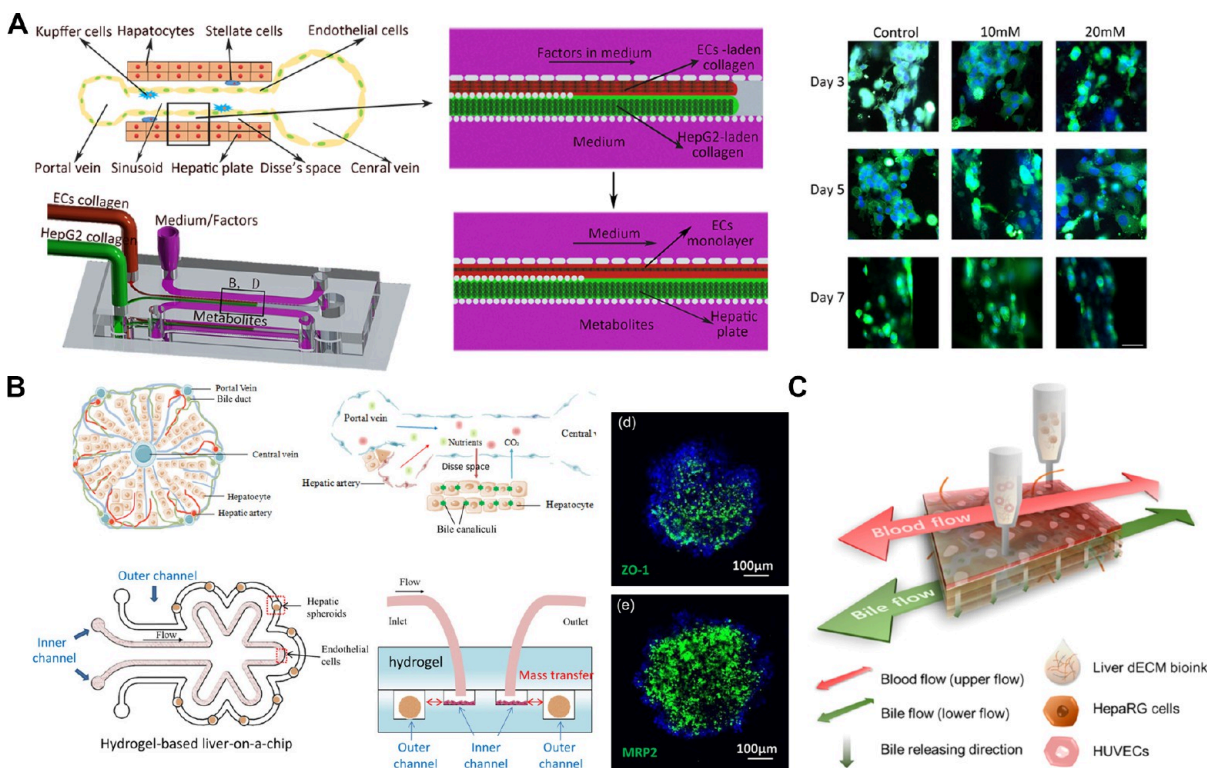 A
Kupffer cells
Hapatocytes
Stellate cells
Endothelial cells
Portal vein
Sinusoid
Hepatic plate
Disse's space
Cenral vein
ECs collagen
HepG2 collagen
Medium/Factors
B, D
Metabolites
Factors in medium
ECs -laden
collagen
Medium
HepG2-laden
collagen
Medium
ECs
monolayer
Metabolites
Hepatic
plate
Control
10mM
20mM
Day 3
Day 5
Day 7
B
Portal Vein
Bile duct
Central vein
Hepatocyte
Hepatic artery
Portal vein
Nutrients
CO₂
Central v
Disse space
Hepatic artery
Hepatocyte
Bile canaliculi
Outer channel
Inner
channel
Flow
Hepatic
spheroids
Endothelial
cells
Hydrogel-based liver-on-a-chip
Flow
Inlet
Outlet
hydrogel
Mass transfer
Outer
channel
Inner
channel
Outer
channel
(d)
ZO-1
100µm
(e)
MRP2
100µm
C
Blood flow
Bile flow
Blood flow (upper flow)
Bile flow (lower flow)
Bile releasing direction
Liver dECM bioink
HepaRG cells
HUVECs